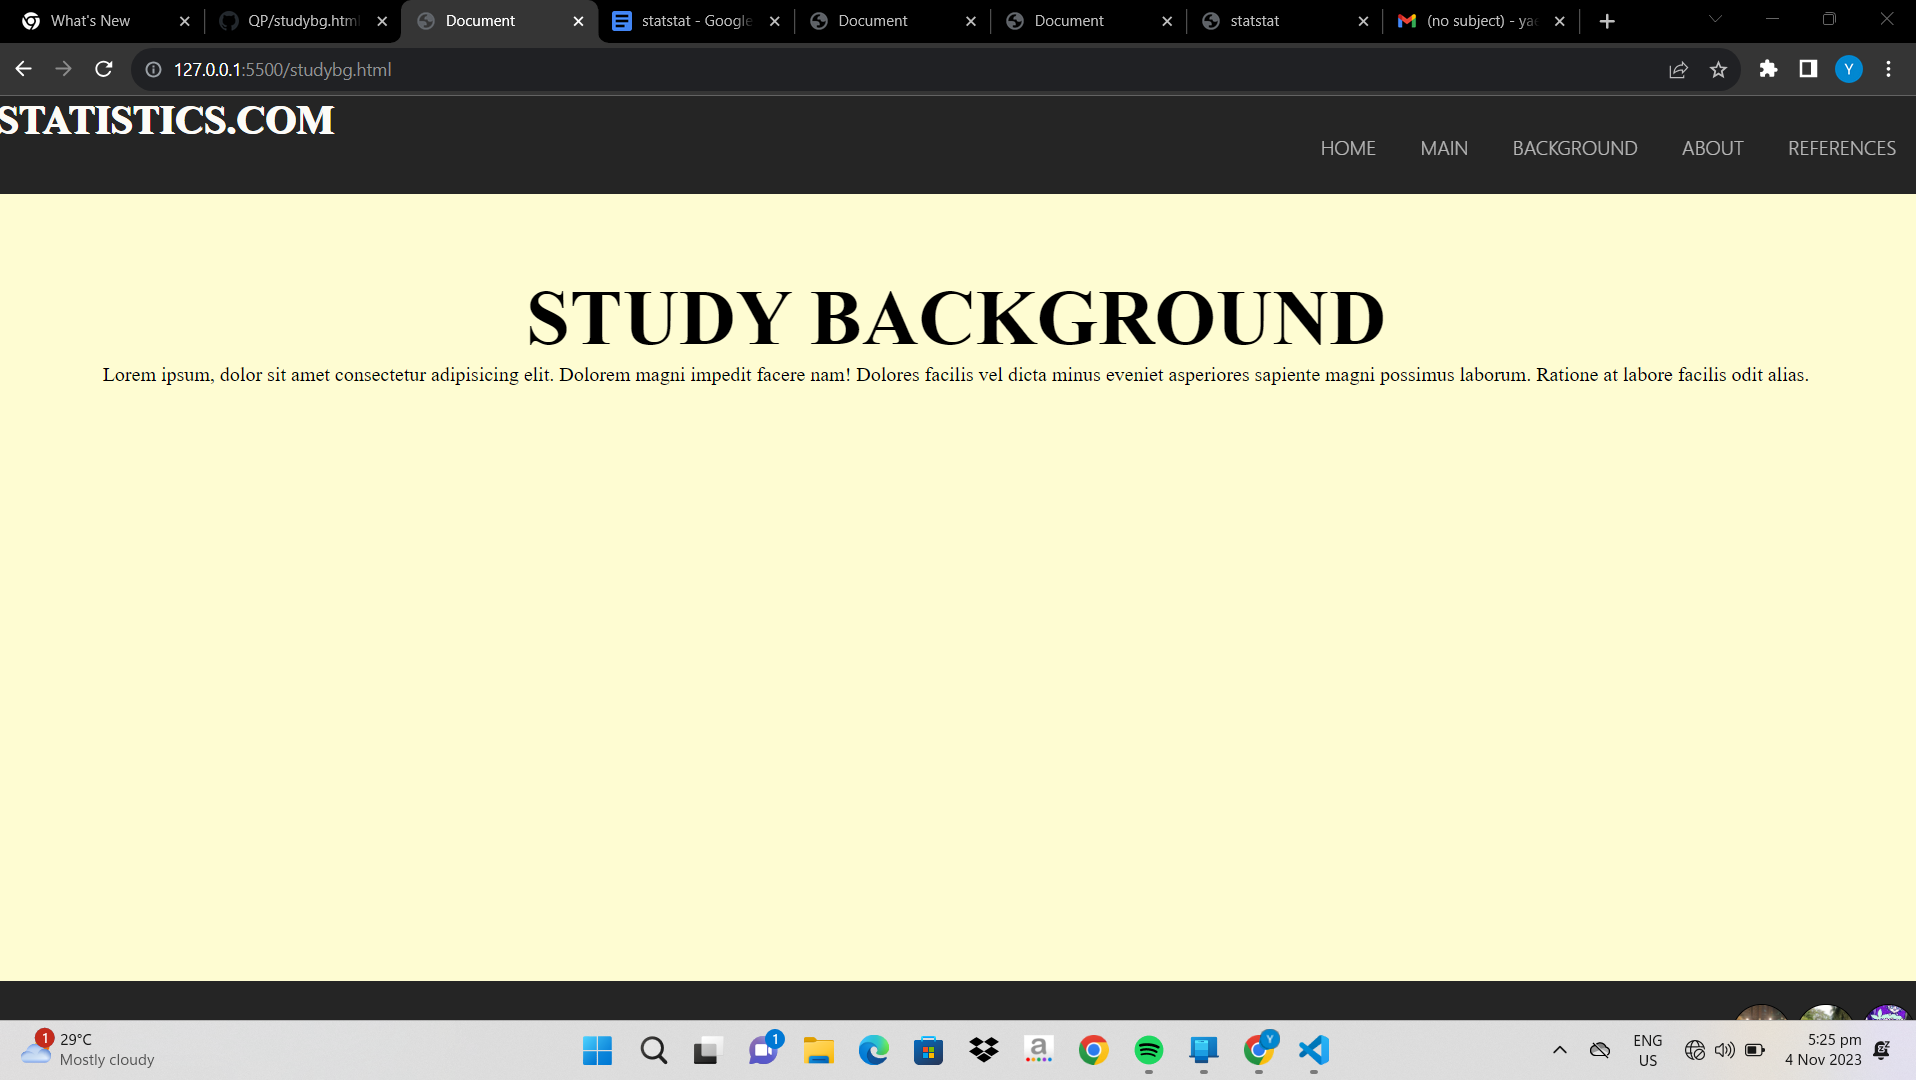 What's New
QP/studybg.html
Document
statstat - Google
Document
Document
statstat
(no subject) - yae
127.0.0.1:5500/studybg.html
Y
STATISTICS.COM
HOME MAIN BACKGROUND ABOUT REFERENCES
STUDY BACKGROUND
Lorem ipsum, dolor sit amet consectetur adipisicing elit. Dolorem magni impedit facere nam! Dolores facilis vel dicta minus eveniet asperiores sapiente magni possimus laborum. Ratione at labore facilis odit alias.
1
29°C
Mostly cloudy
1
a
Y
ENG
US
5:25 pm
4 Nov 2023